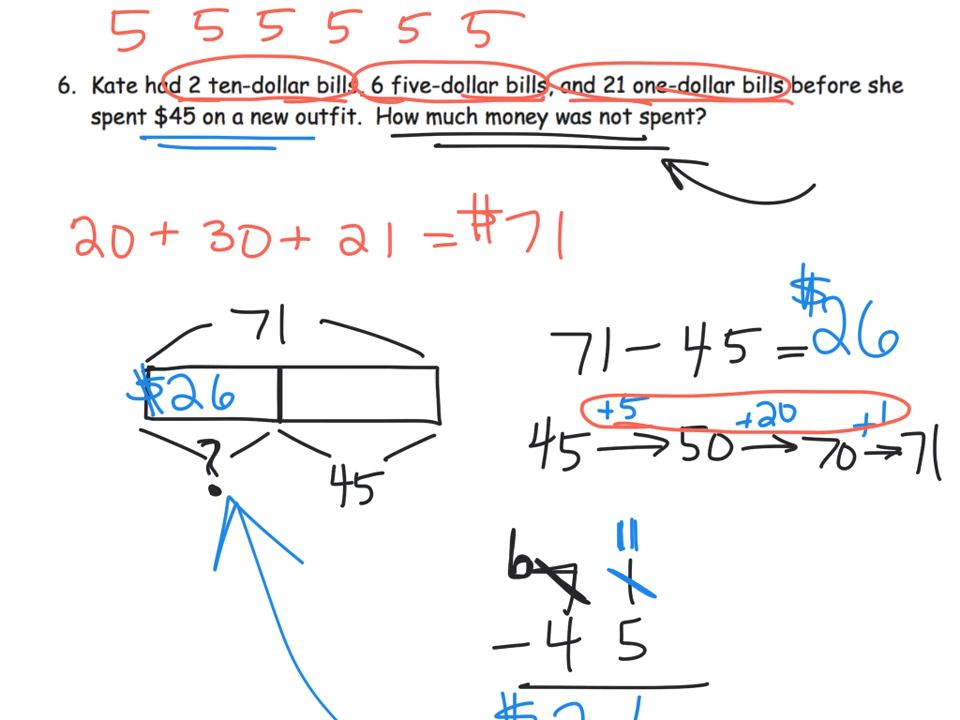 5 5 5 5 5 5
6. Kate had 2 ten-dollar bills, 6 five-dollar bills, and 21 one-dollar bills before she
spent $45 on a new outfit. How much money was not spent?
20 + 30 + 21 = $71
71
71 - 45 = $26
$26
+5 +20 +1
45 → 50 → 70 → 71
? 45
6 11
7 1
- 4 5
$2